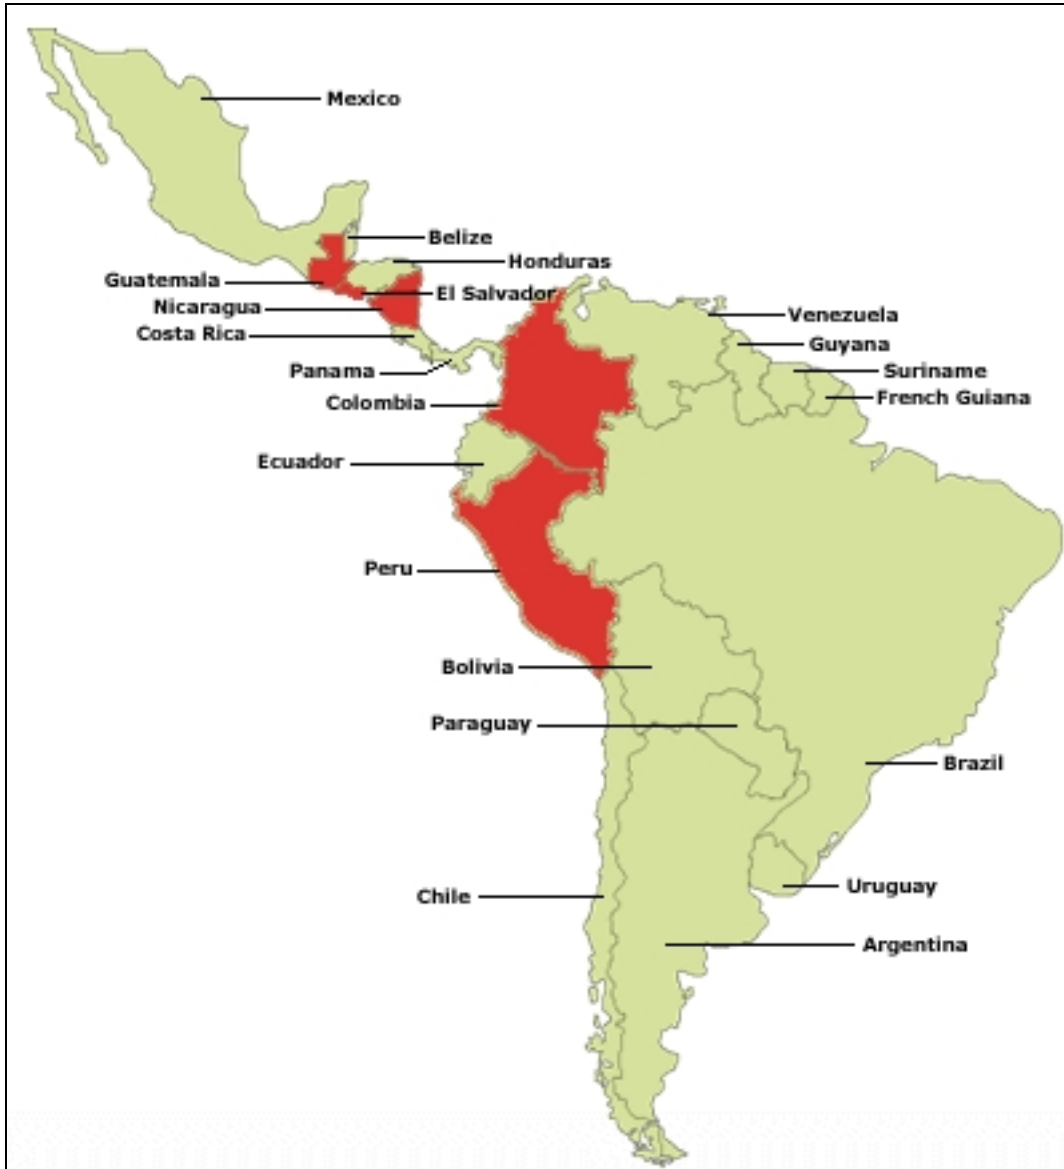 Mexico
Belize
Honduras
Guatemala
El Salvador
Nicaragua
Venezuela
Costa Rica
Guyana
Panama
Suriname
French Guiana
Colombia
Ecuador
Peru
Bolivia
Paraguay
Brazil
Uruguay
Chile
Argentina